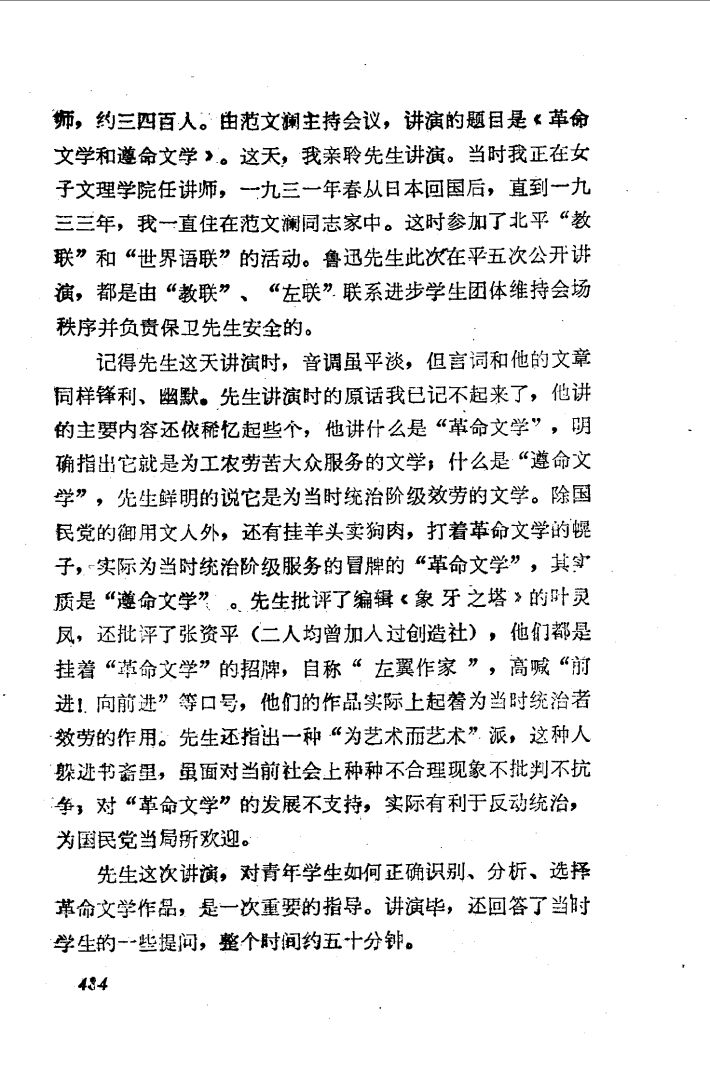 师，约三四百人。由范文澜主持会议，讲演的题目是《革命
文学和遵命文学》。这天，我亲聆先生讲演。当时我正在女
子文理学院任讲师，一九三一年春从日本回国后，直到一九
三三年，我一直住在范文澜同志家中。这时参加了北平“教
联”和“世界语联”的活动。鲁迅先生此次在平五次公开讲
演，都是由“教联”、“左联”联系进步学生团体维持会场
秩序并负责保卫先生安全的。
记得先生这天讲演时，音调虽平淡，但言词和他的文章
同样锋利、幽默。先生讲演时的原话我已记不起来了，他讲
的主要内容还依稀忆起些个，他讲什么是“革命文学”，明
确指出它就是为工农劳苦大众服务的文学；什么是“遵命文
学”，先生鲜明的说它是为当时统治阶级效劳的文学。除国
民党的御用文人外，还有挂羊头卖狗肉，打着革命文学的幌
子，实际为当时统治阶级服务的冒牌的“革命文学”，其实
质是“遵命文学”。先生批评了编辑《象牙之塔》的叶灵
凤，还批评了张资平（二人均曾加入过创造社），他们都是
挂着“革命文学”的招牌，自称“左翼作家”，高喊“前
进！向前进”等口号，他们的作品实际上起着为当时统治者
效劳的作用。先生还指出一种“为艺术而艺术”派，这种人
躲进书斋里，虽面对当前社会上种种不合理现象不批判不抗
争；对“革命文学”的发展不支持，实际有利于反动统治，
为国民党当局所欢迎。
先生这次讲演，对青年学生如何正确识别、分析、选择
革命文学作品，是一次重要的指导。讲演毕，还回答了当时
学生的一些提问，整个时间约五十分钟。
434